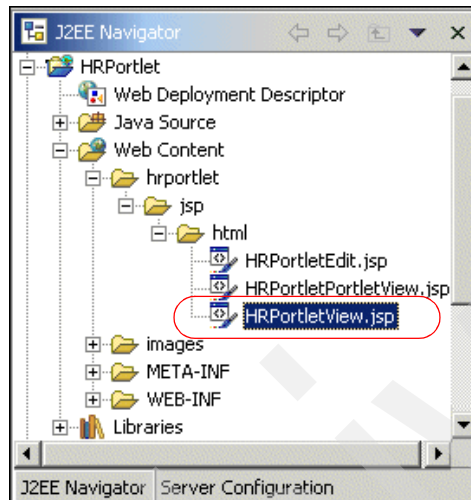 J2EE Navigator
HRPortlet
Web Deployment Descriptor
Java Source
Web Content
hrportlet
jsp
html
HRPortletEdit.jsp
HRPortletPortletView.jsp
HRPortletView.jsp
images
META-INF
WEB-INF
Libraries
J2EE Navigator Server Configuration